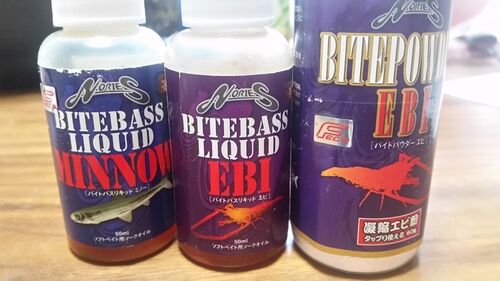 NORIES
BITEBASS
LIQUID
MINNOW
[バイトバスリキッド ミノー]
50ml
ソフトベイト用ノークオイル
NORIES
BITEBASS
LIQUID
EBI
[バイトバスリキッド エビ]
50ml
ソフトベイト用ノークオイル
NORIES
BITEPOW
EBI
Feco
[バイトパウダー エビ]
凝縮エビ粉
タップリ使える 60g